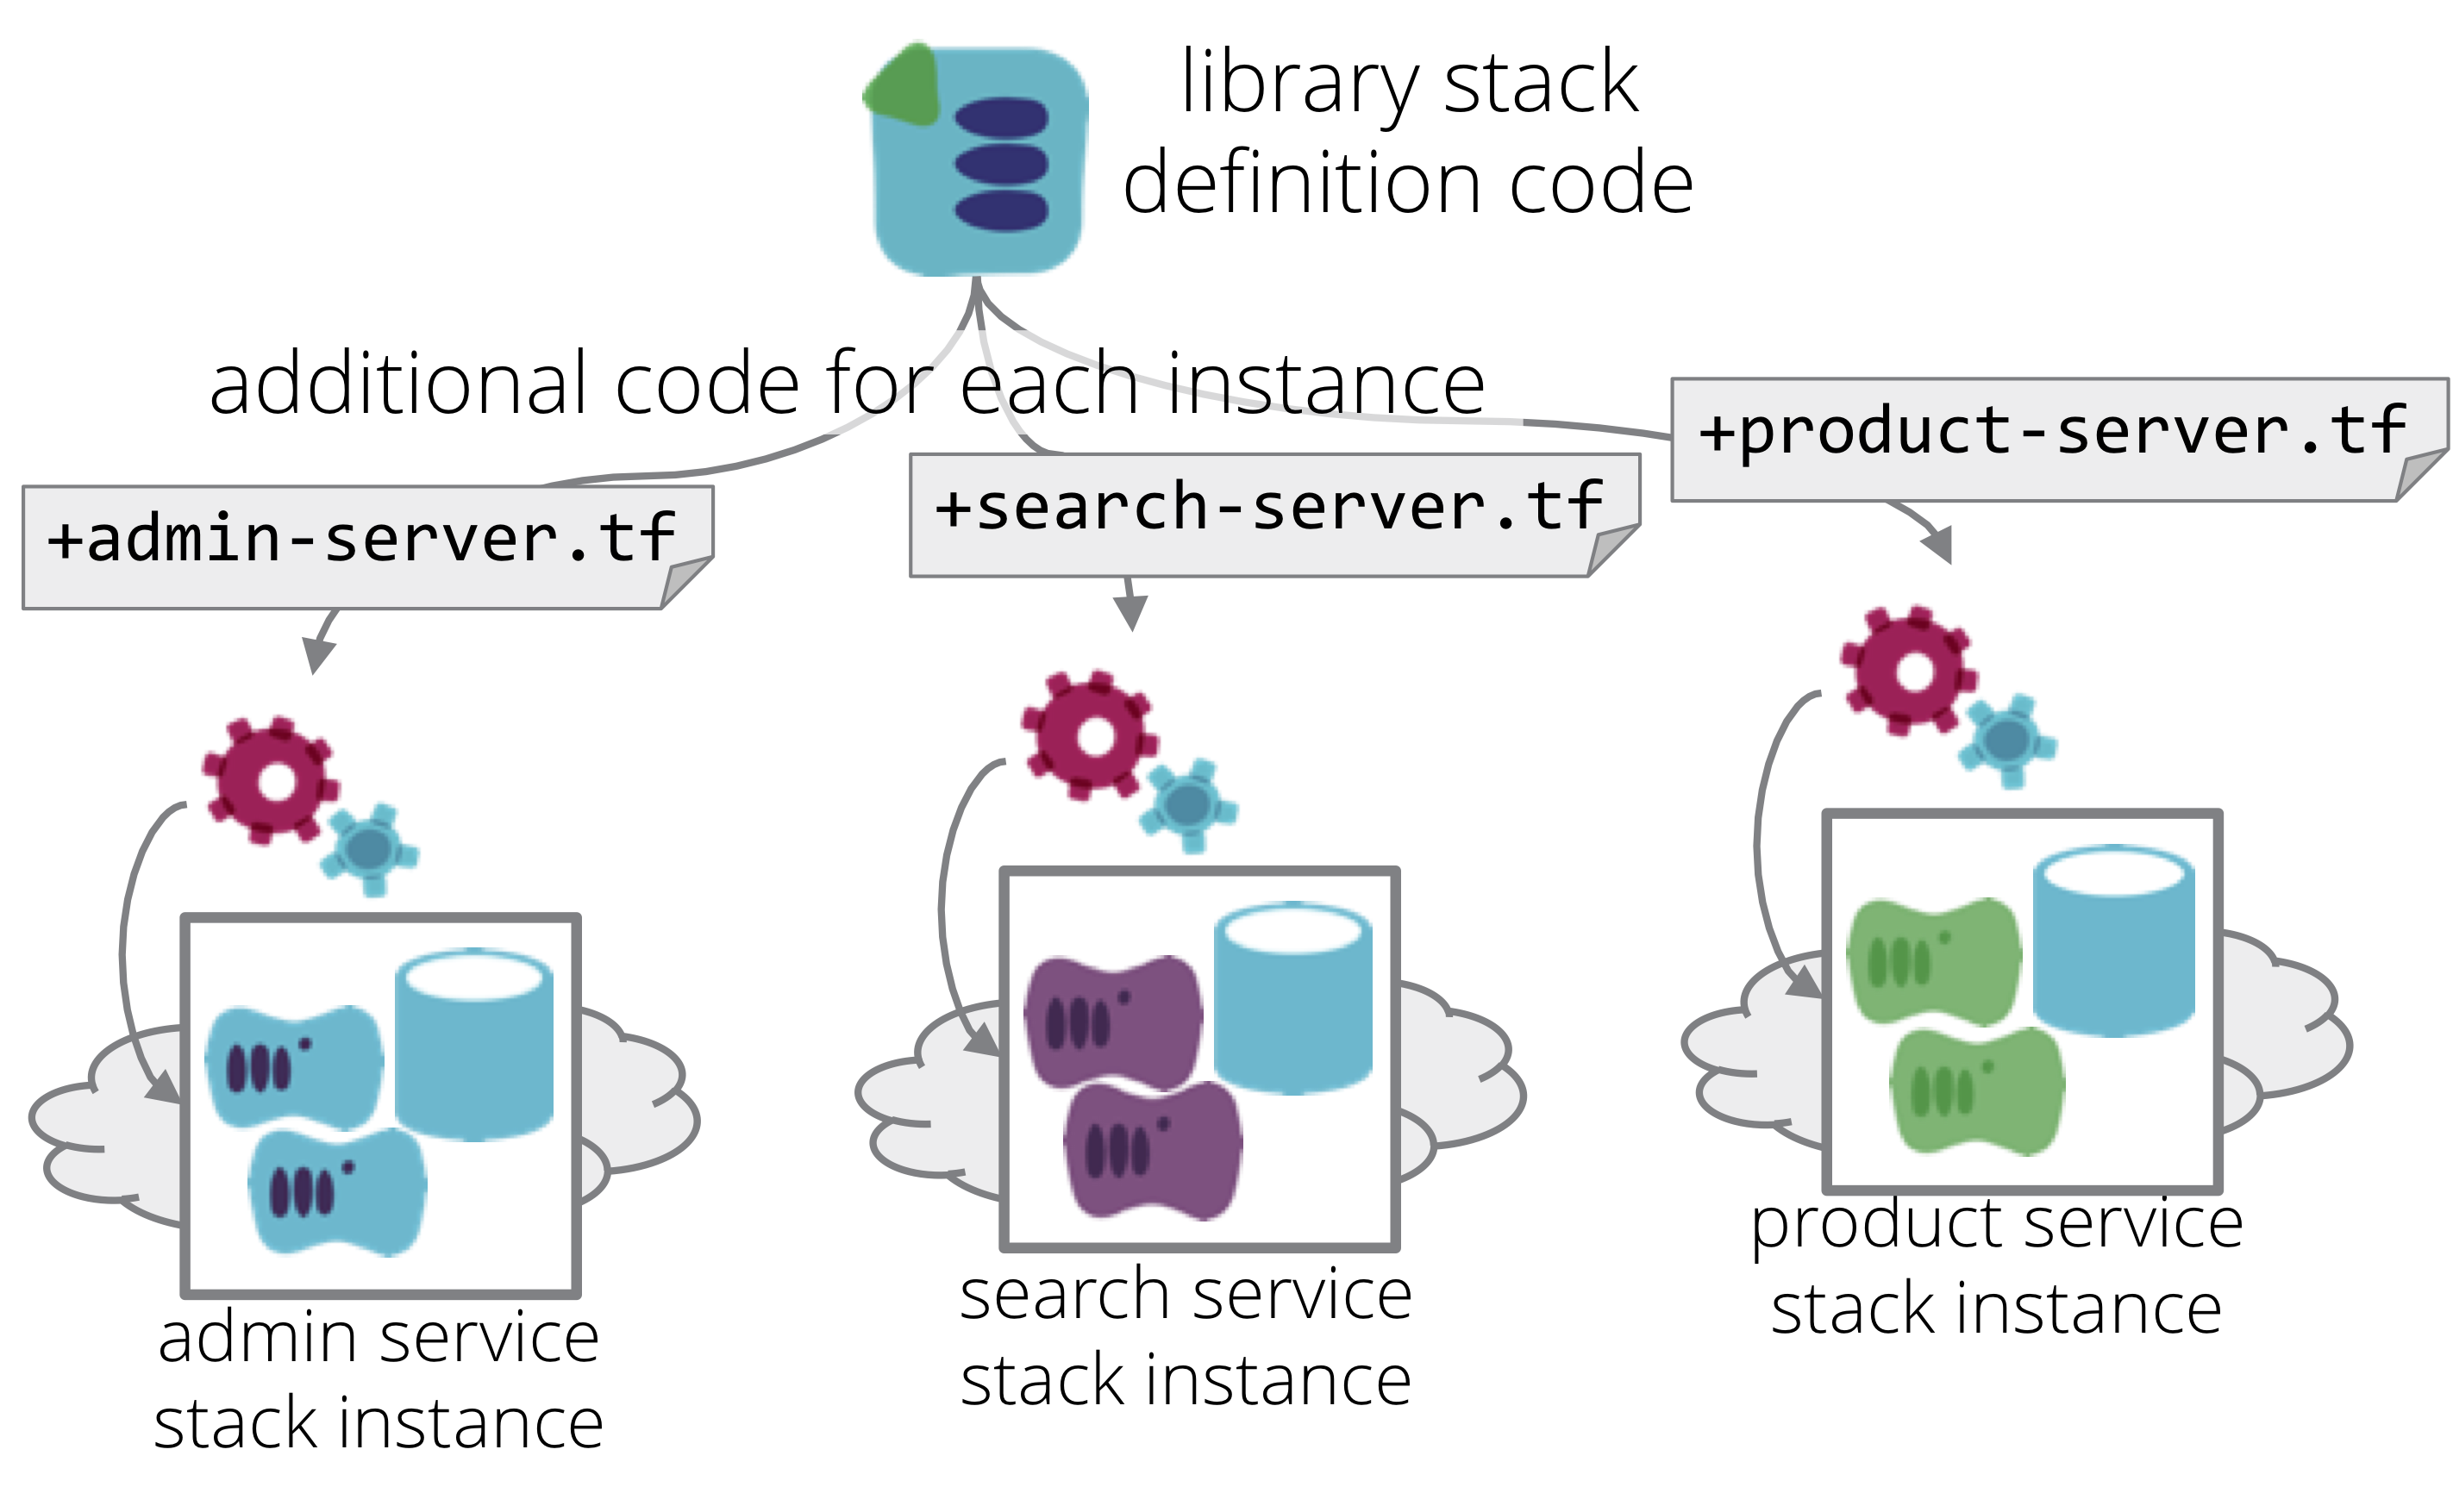 library stack
definition code
additional code for each instance
+product-server.tf
+search-server.tf
+admin-server.tf
product service
stack instance
search service
stack instance
admin service
stack instance